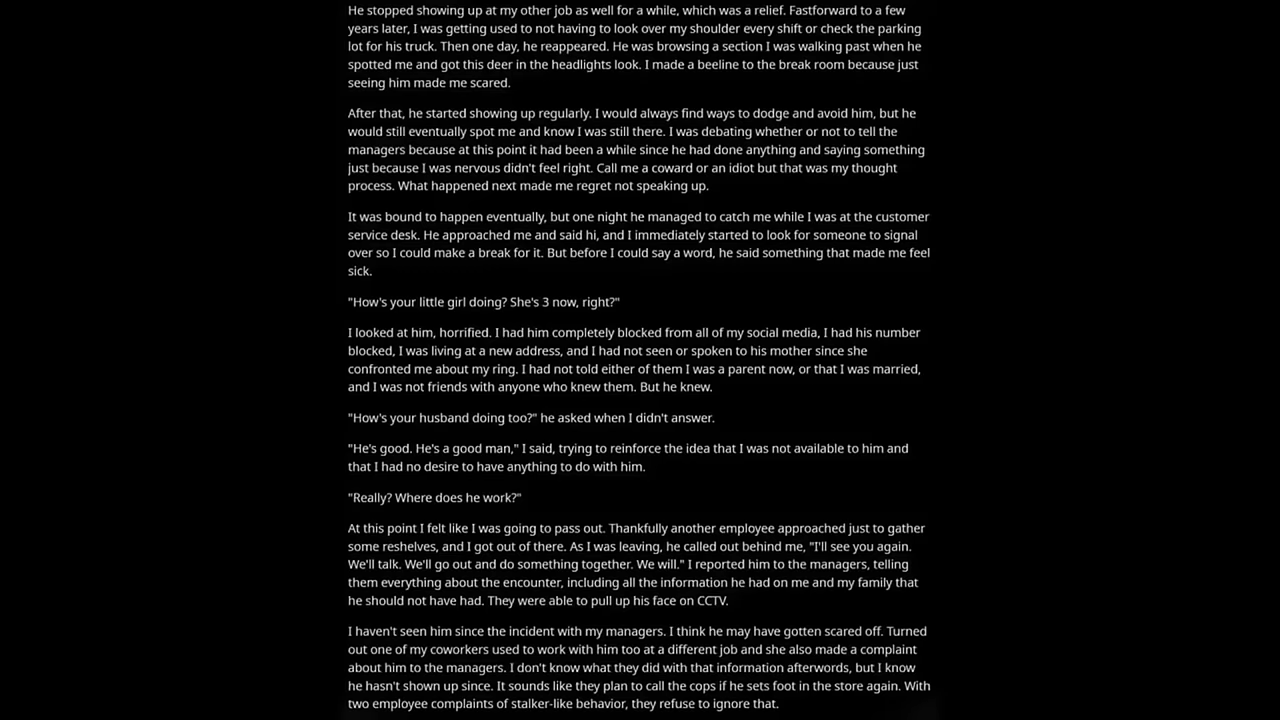 He stopped showing up at my other job as well for a while, which was a relief. Fastforward to a few
years later, I was getting used to not having to look over my shoulder every shift or check the parking
lot for his truck. Then one day, he reappeared. He was browsing a section I was walking past when he
spotted me and got this deer in the headlights look. I made a beeline to the break room because just
seeing him made me scared.
After that, he started showing up regularly. I would always find ways to dodge and avoid him, but he
would still eventually spot me and know I was still there. I was debating whether or not to tell the
managers because at this point it had been a while since he had done anything and saying something
just because I was nervous didn't feel right. Call me a coward or an idiot but that was my thought
process. What happened next made me regret not speaking up.
It was bound to happen eventually, but one night he managed to catch me while I was at the customer
service desk. He approached me and said hi, and I immediately started to look for someone to signal
over so I could make a break for it. But before I could say a word, he said something that made me feel
sick.
"How's your little girl doing? She's 3 now, right?"
I looked at him, horrified. I had him completely blocked from all of my social media, I had his number
blocked, I was living at a new address, and I had not seen or spoken to his mother since she
confronted me about my ring. I had not told either of them I was a parent now, or that I was married,
and I was not friends with anyone who knew them. But he knew.
"How's your husband doing too?" he asked when I didn't answer.
"He's good. He's a good man," I said, trying to reinforce the idea that I was not available to him and
that I had no desire to have anything to do with him.
"Really? Where does he work?"
At this point I felt like I was going to pass out. Thankfully another employee approached just to gather
some reshelves, and I got out of there. As I was leaving, he called out behind me, "I'll see you again.
We'll talk. We'll go out and do something together. We will." I reported him to the managers, telling
them everything about the encounter, including all the information he had on me and my family that
he should not have had. They were able to pull up his face on CCTV.
I haven't seen him since the incident with my managers. I think he may have gotten scared off. Turned
out one of my coworkers used to work with him too at a different job and she also made a complaint
about him to the managers. I don't know what they did with that information afterwords, but I know
he hasn't shown up since. It sounds like they plan to call the cops if he sets foot in the store again. With
two employee complaints of stalker-like behavior, they refuse to ignore that.